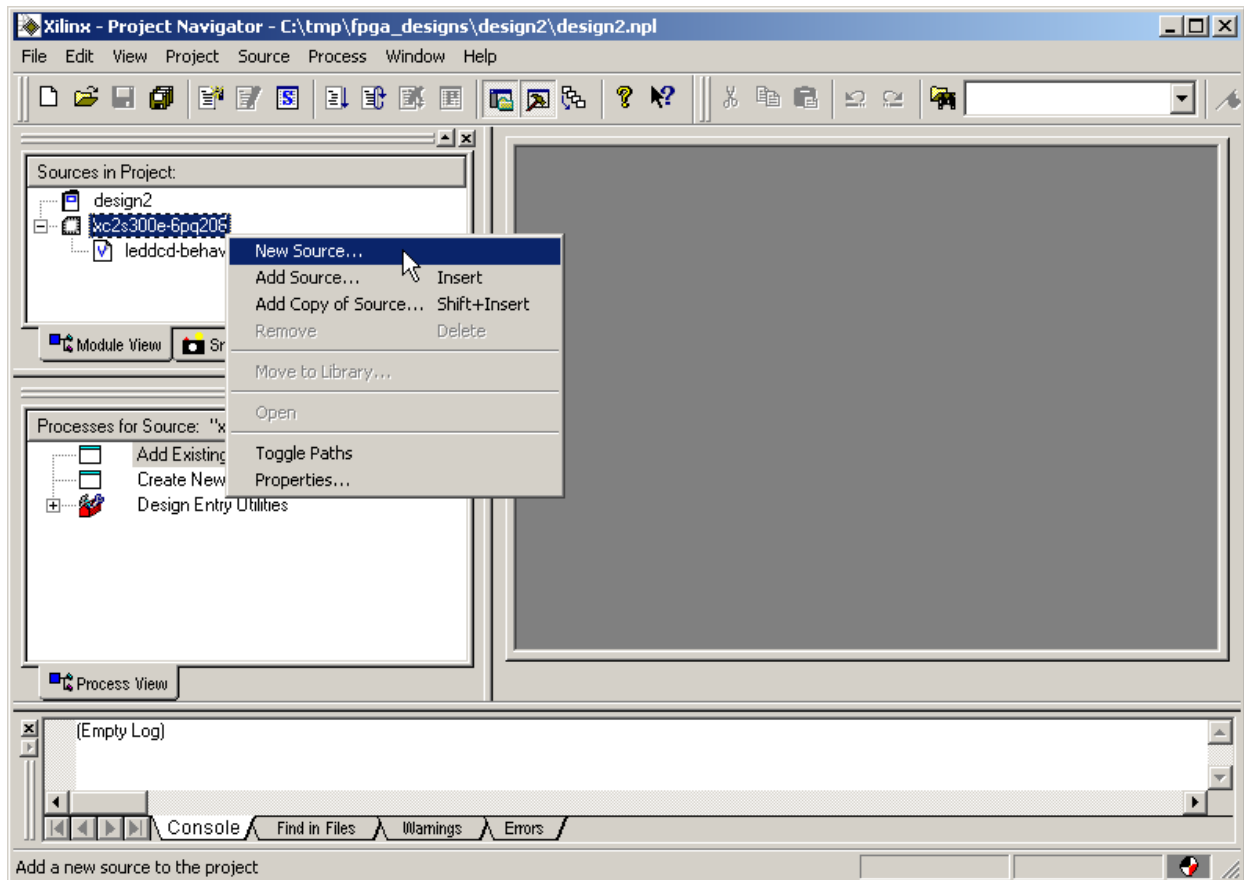 Xilinx - Project Navigator - C:\tmp\fpga_designs\design2\design2.npl
File Edit View Project Source Process Window Help
Sources in Project:
design2
xc2s300e-6pq208
leddcd-behav
New Source...
Add Source... Insert
Add Copy of Source... Shift+Insert
Remove Delete
Move to Library...
Open
Toggle Paths
Properties...
Module View Sr
Processes for Source: "x
Add Existing
Create New
Design Entry Utilities
Process View
(Empty Log)
Console Find in Files Warnings Errors
Add a new source to the project